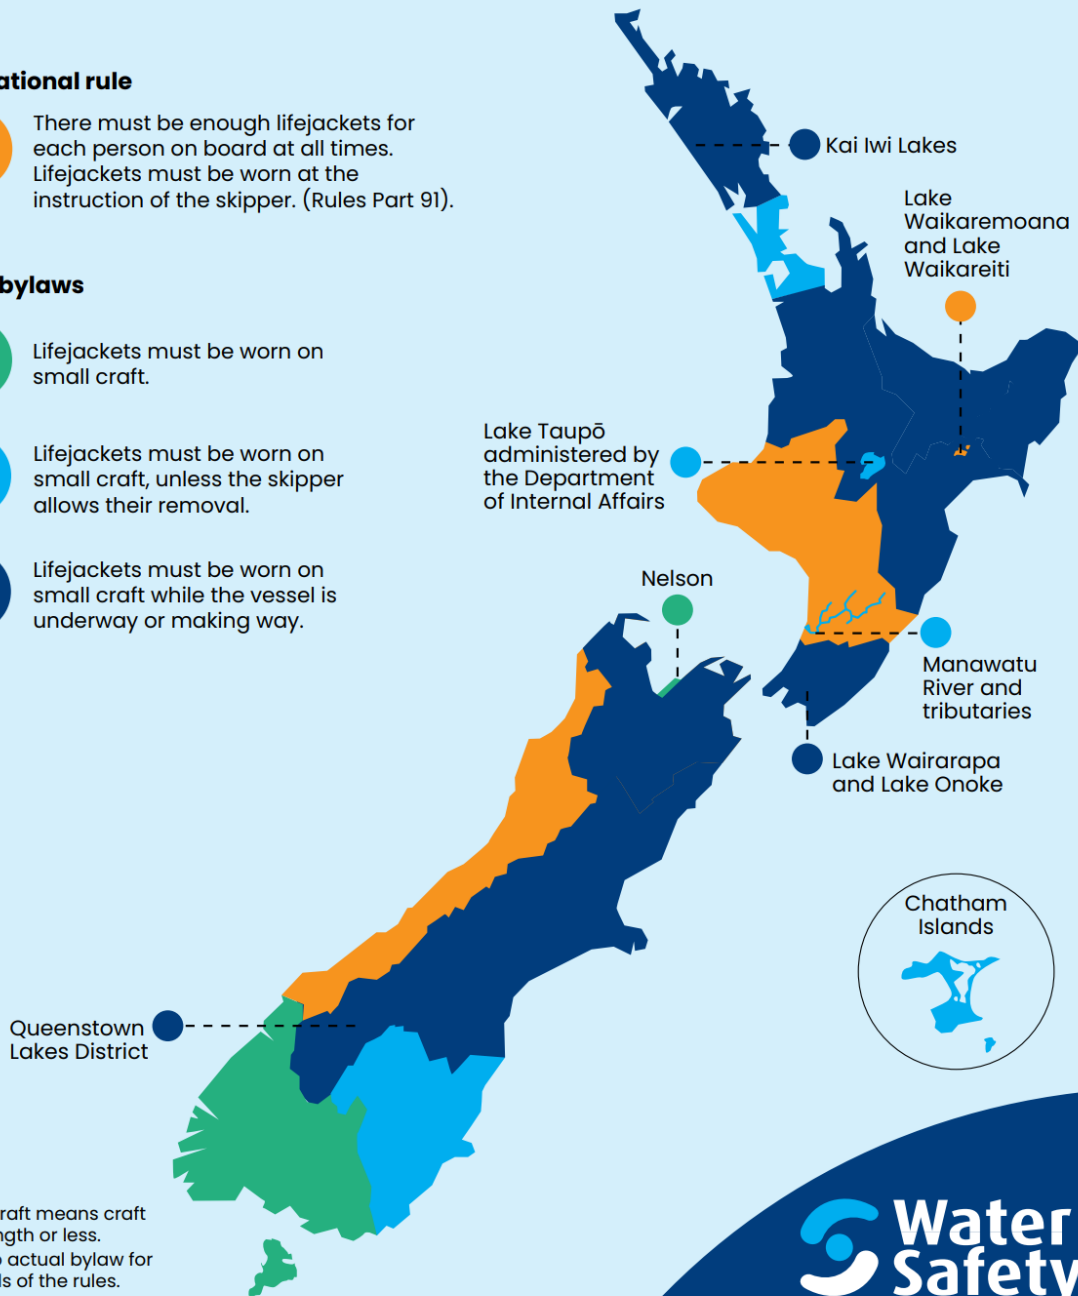 ational rule
There must be enough lifejackets for
each person on board at all times.
Lifejackets must be worn at the
instruction of the skipper. (Rules Part 91).
bylaws
Lifejackets must be worn on
small craft.
Lifejackets must be worn on
small craft, unless the skipper
allows their removal.
Lifejackets must be worn on
small craft while the vessel is
underway or making way.
Kai Iwi Lakes
Lake
Waikaremoana
and Lake
Waikareiti
Lake Taupō
administered by
the Department
of Internal Affairs
Nelson
Manawatu
River and
tributaries
Lake Wairarapa
and Lake Onoke
Chatham
Islands
Queenstown
Lakes District
raft means craft
ngth or less.
o actual bylaw for
ls of the rules.
Water
Safety